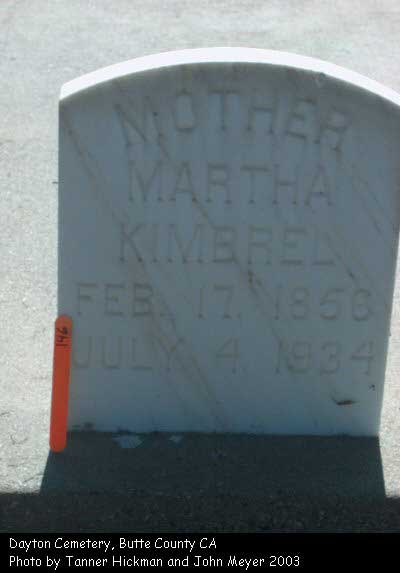 MOTHER
MARTHA
KIMBREL
FEB. 17. 1856
JULY 4 1934
146
Dayton Cemetery, Butte County CA
Photo by Tanner Hickman and John Meyer 2003